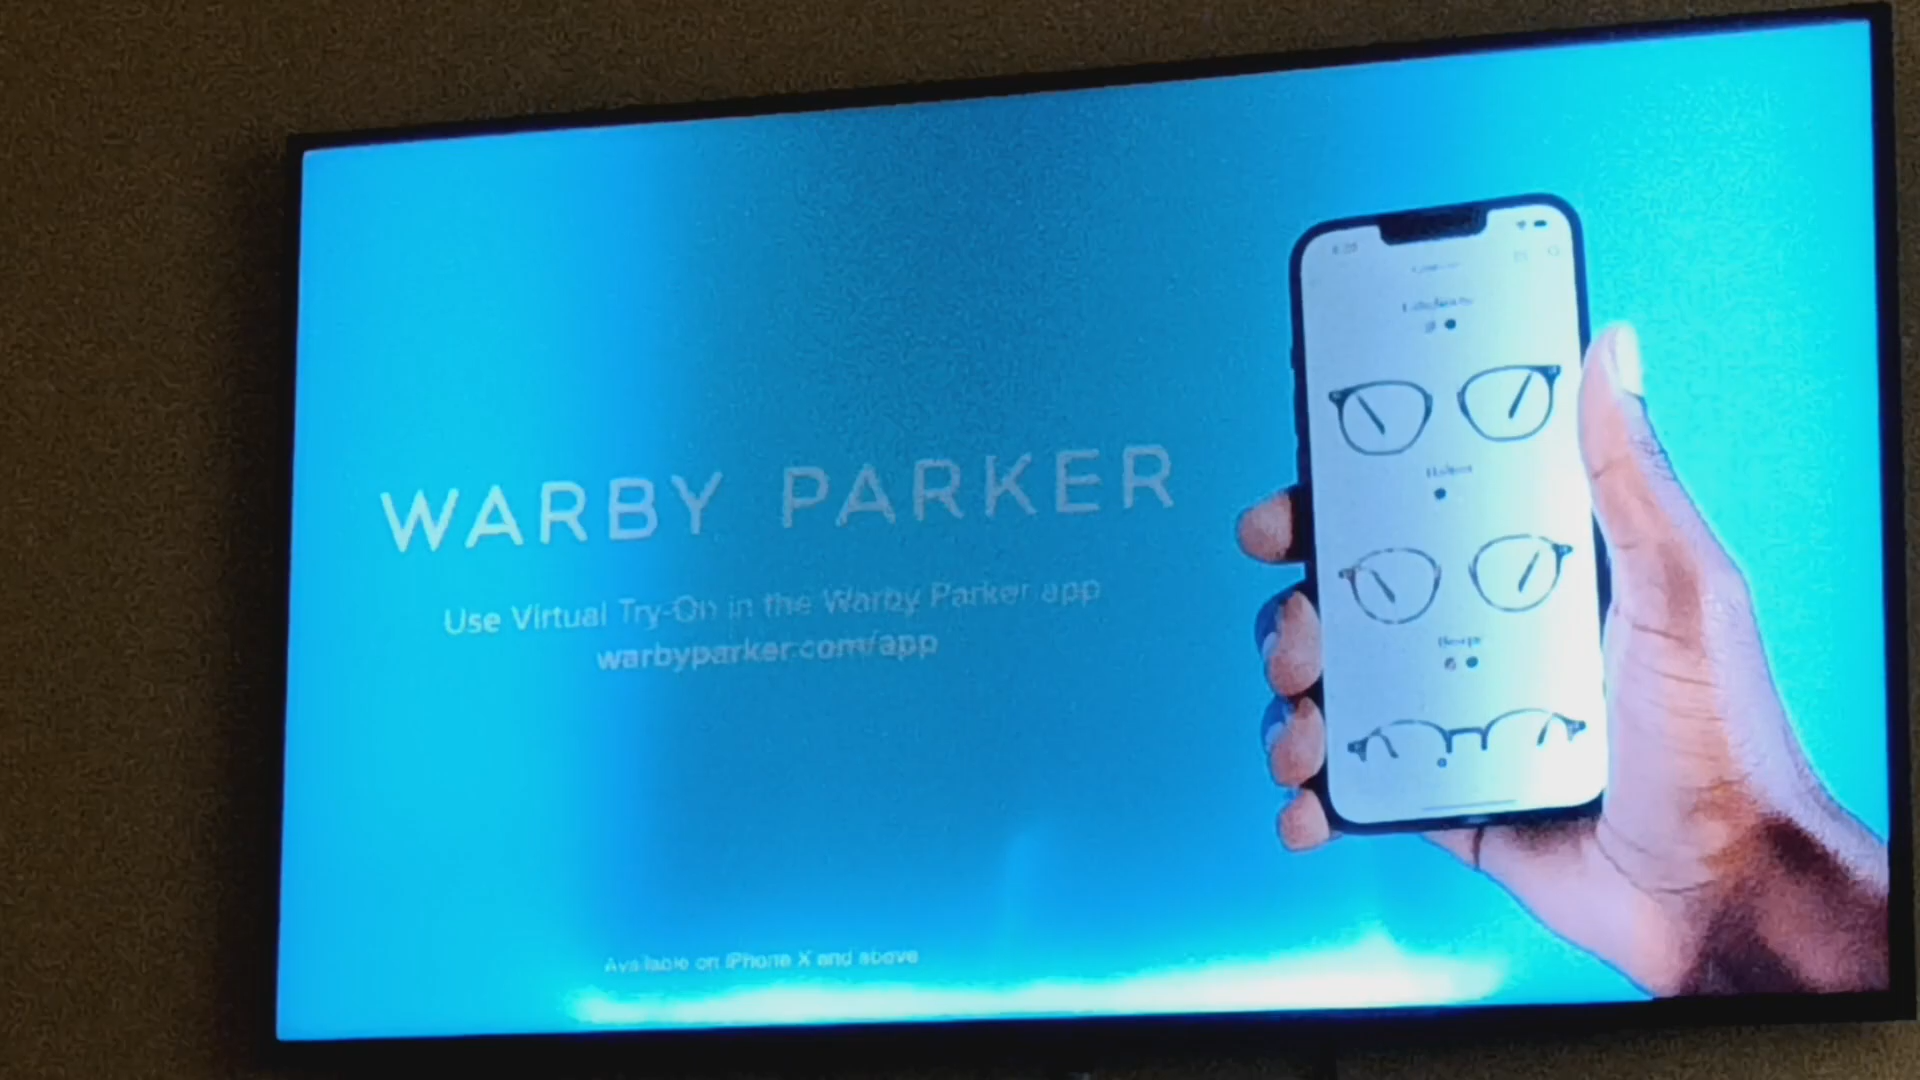 WARBY PARKER
Use Virtual Try-On in the Warby Parker app
warbyparker.com/app
Available on iPhone X and above